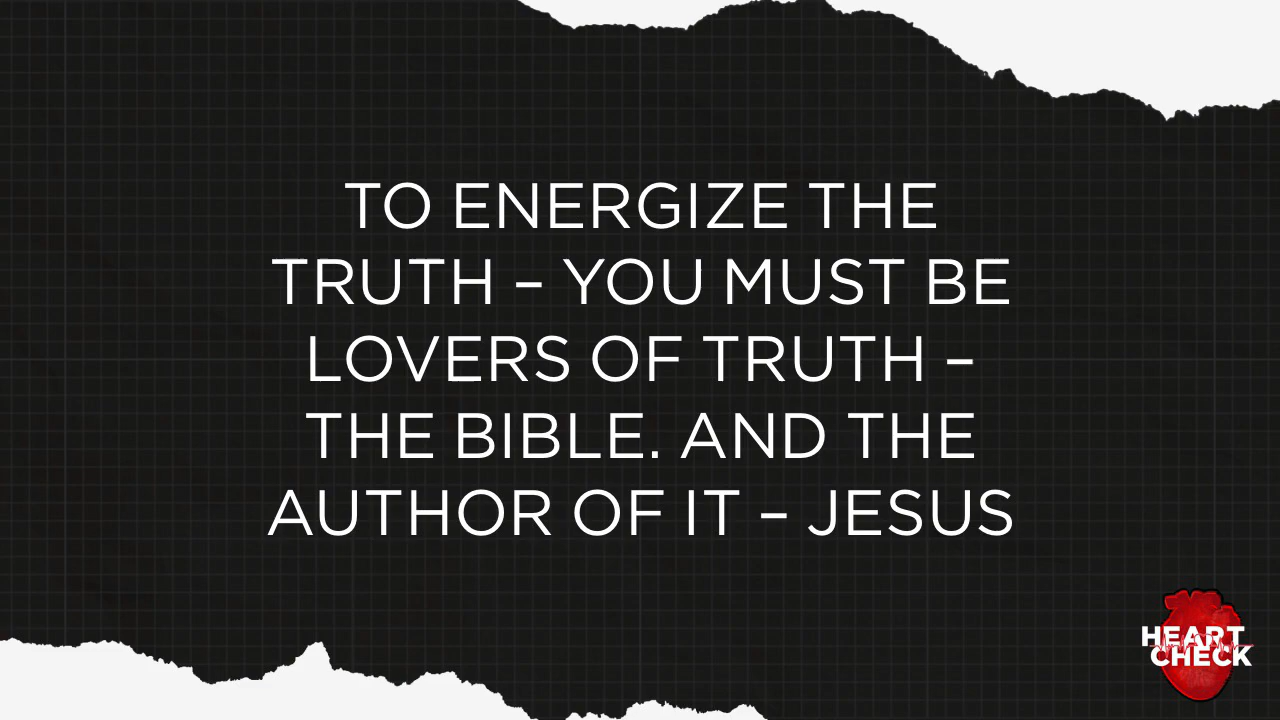 TO ENERGIZE THE
TRUTH – YOU MUST BE
LOVERS OF TRUTH –
THE BIBLE. AND THE
AUTHOR OF IT – JESUS
HEART
CHECK